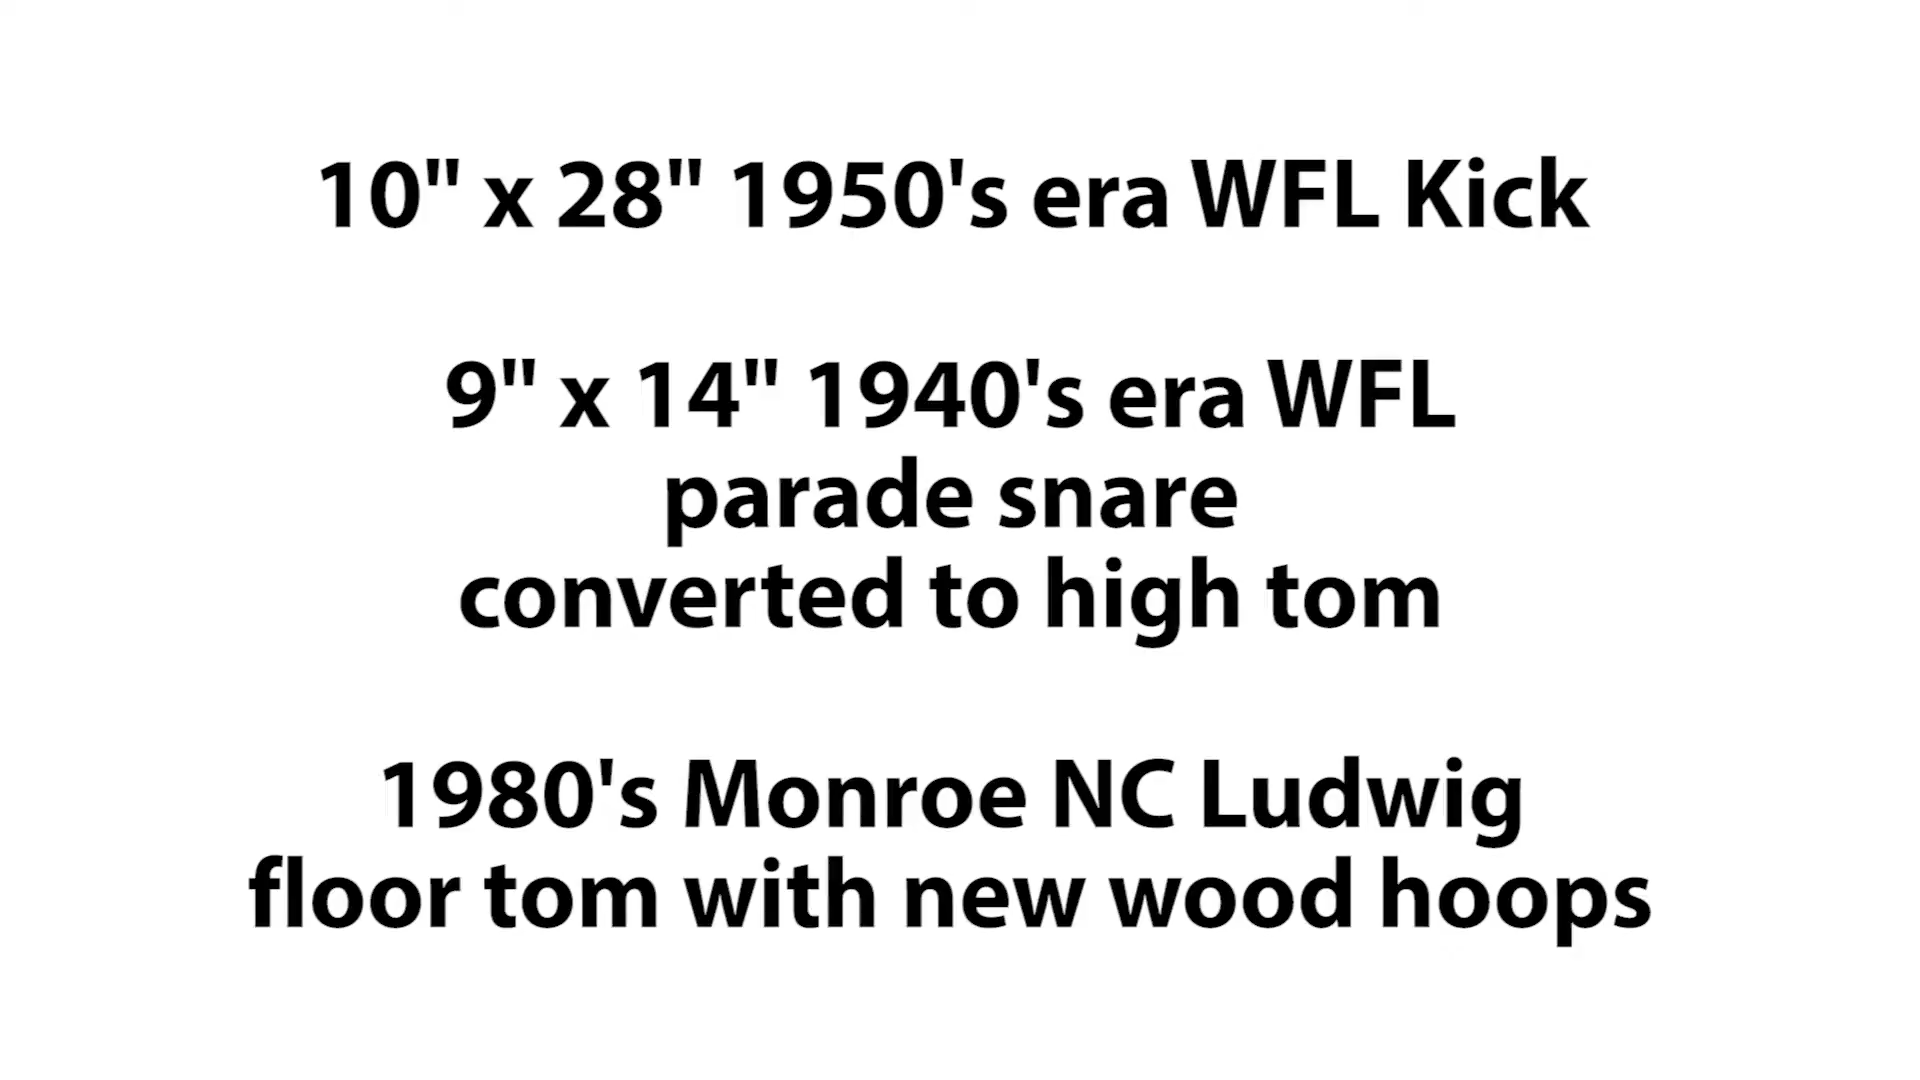 10" x 28" 1950's era WFL Kick
9" x 14" 1940's era WFL
parade snare
converted to high tom
1980's Monroe NC Ludwig
floor tom with new wood hoops